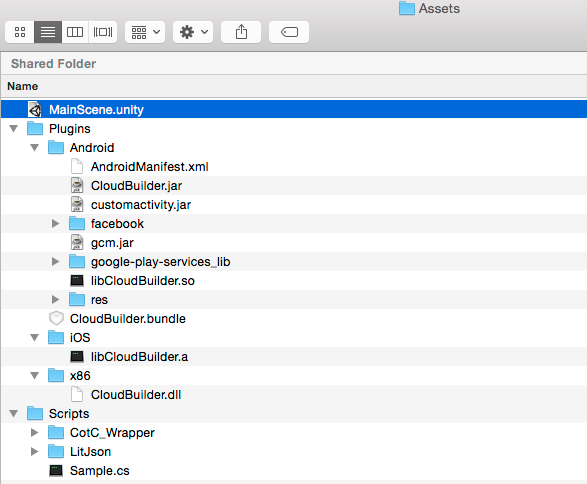 Assets
Shared Folder
Name
MainScene.unity
Plugins
Android
AndroidManifest.xml
CloudBuilder.jar
customactivity.jar
facebook
gcm.jar
google-play-services_lib
libCloudBuilder.so
res
CloudBuilder.bundle
iOS
libCloudBuilder.a
x86
CloudBuilder.dll
Scripts
CotC_Wrapper
LitJson
Sample.cs